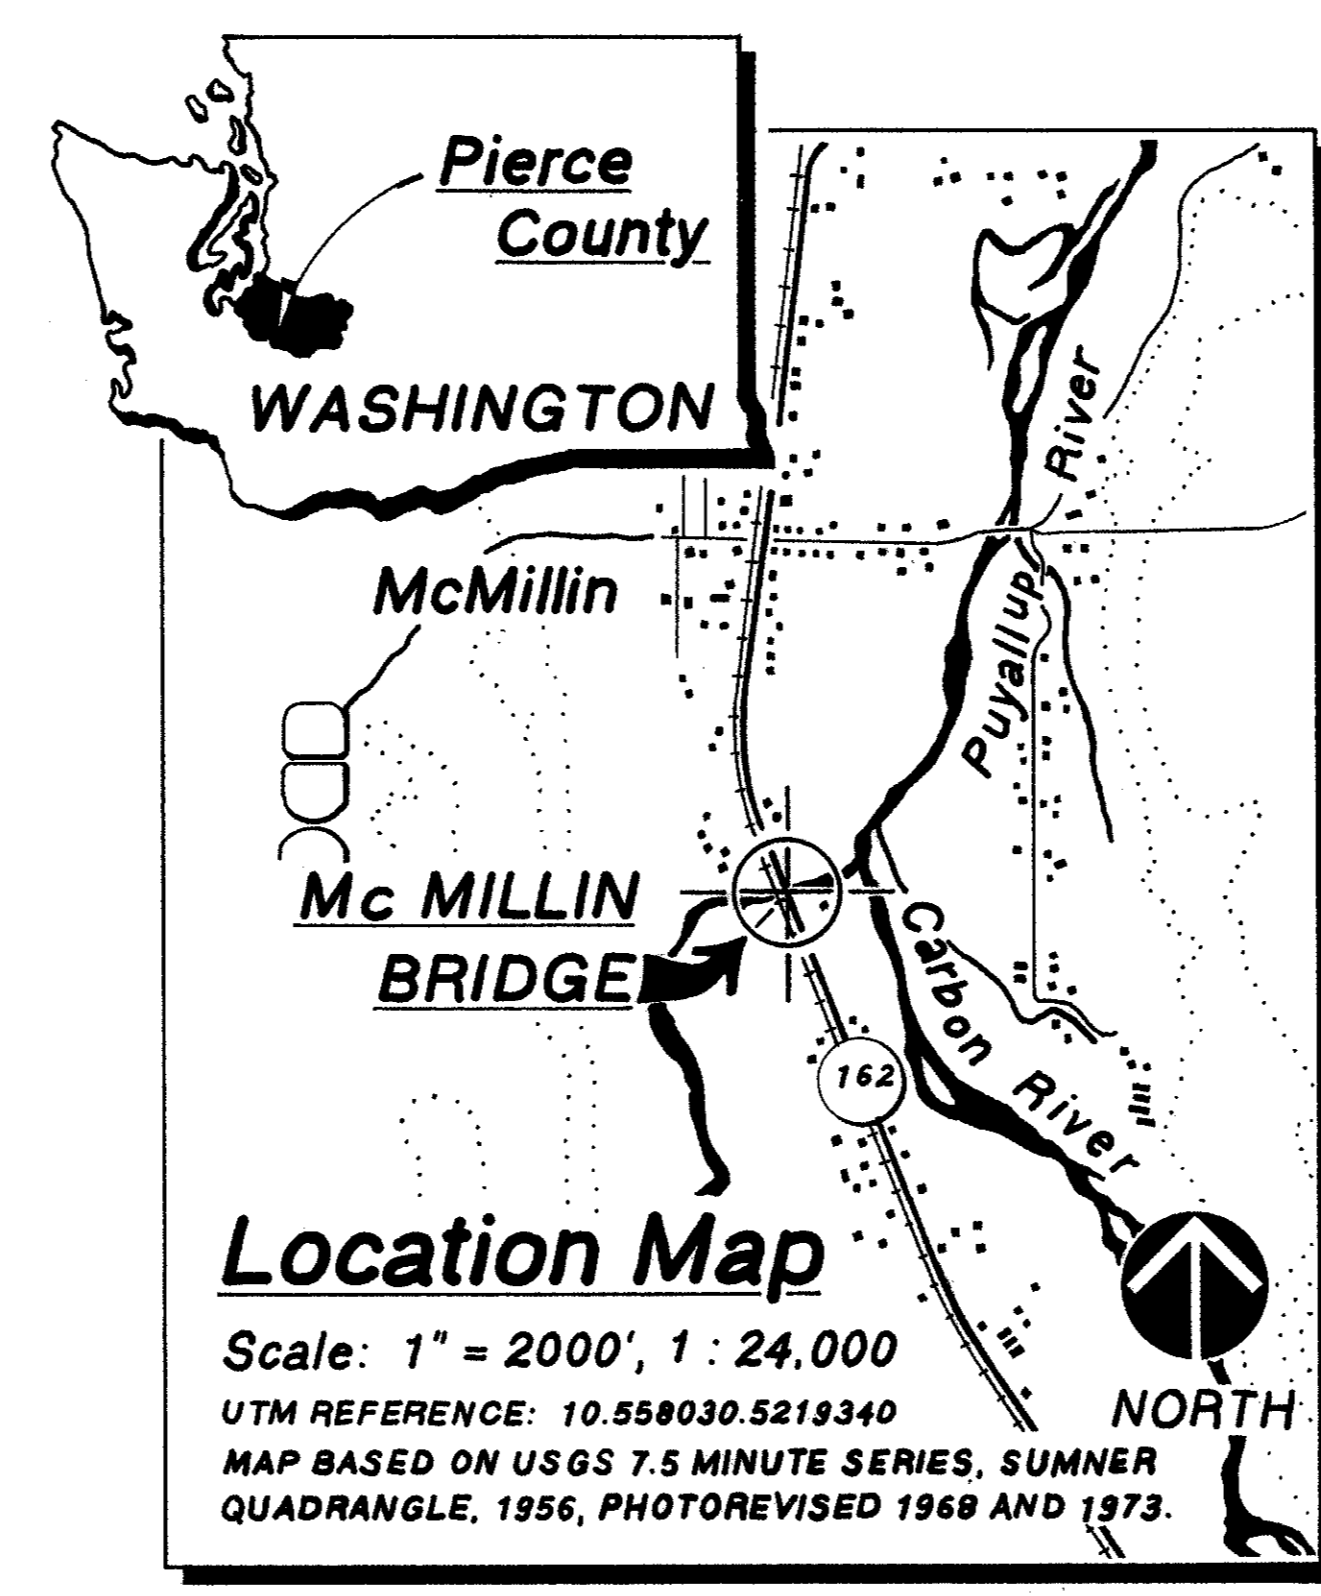 Pierce
County
WASHINGTON
River
McMillin
Puyallup
Mc MILLIN
BRIDGE
Carbon River
162
Location Map
Scale: 1" = 2000', 1 : 24,000
UTM REFERENCE: 10.558030.5219340
NORTH
MAP BASED ON USGS 7.5 MINUTE SERIES, SUMNER
QUADRANGLE, 1956, PHOTOREVISED 1968 AND 1973.